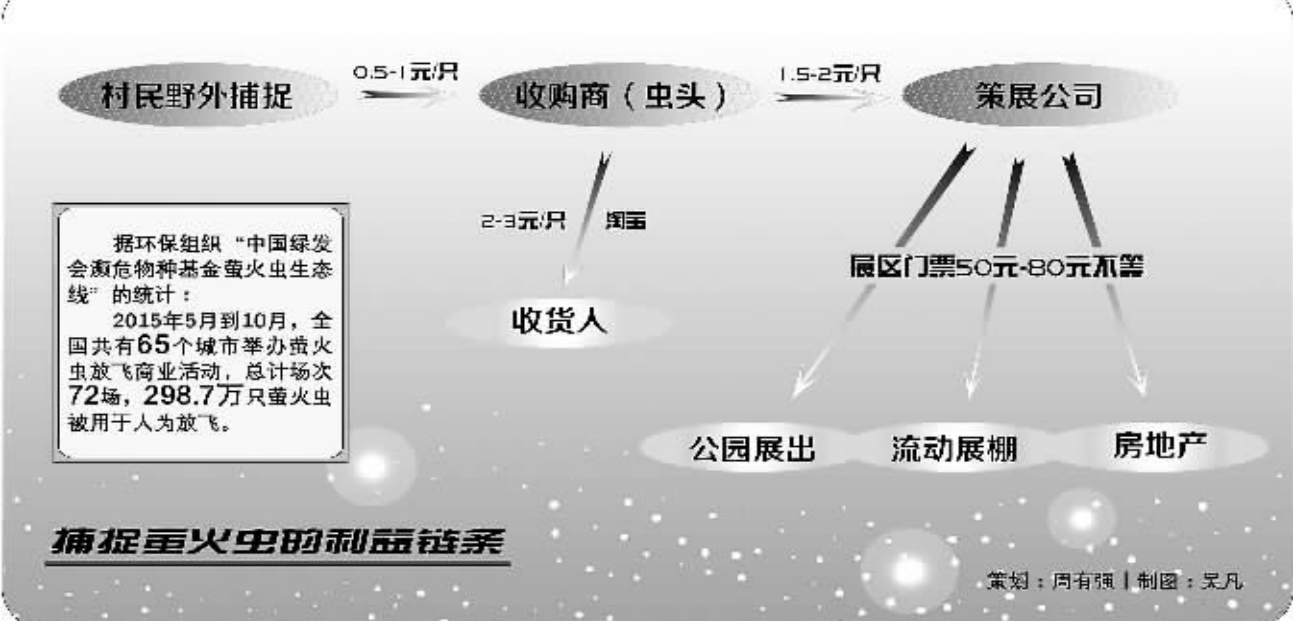 村民野外捕捉
0.5-1元/只
收购商（虫头）
1.5-2元/只
策展公司
2-3元/只
淘宝
收货人
展区门票50元-80元不等
公园展出
流动展棚
房地产
据环保组织“中国绿发
会濒危物种基金萤火虫生态
线”的统计：
2015年5月到10月，全
国共有65个城市举办萤火
虫放飞商业活动，总计场次
72场，298.7万只萤火虫
被用于人为放飞。
捕捉萤火虫的利益链条
策划：周有强|制图：吴凡